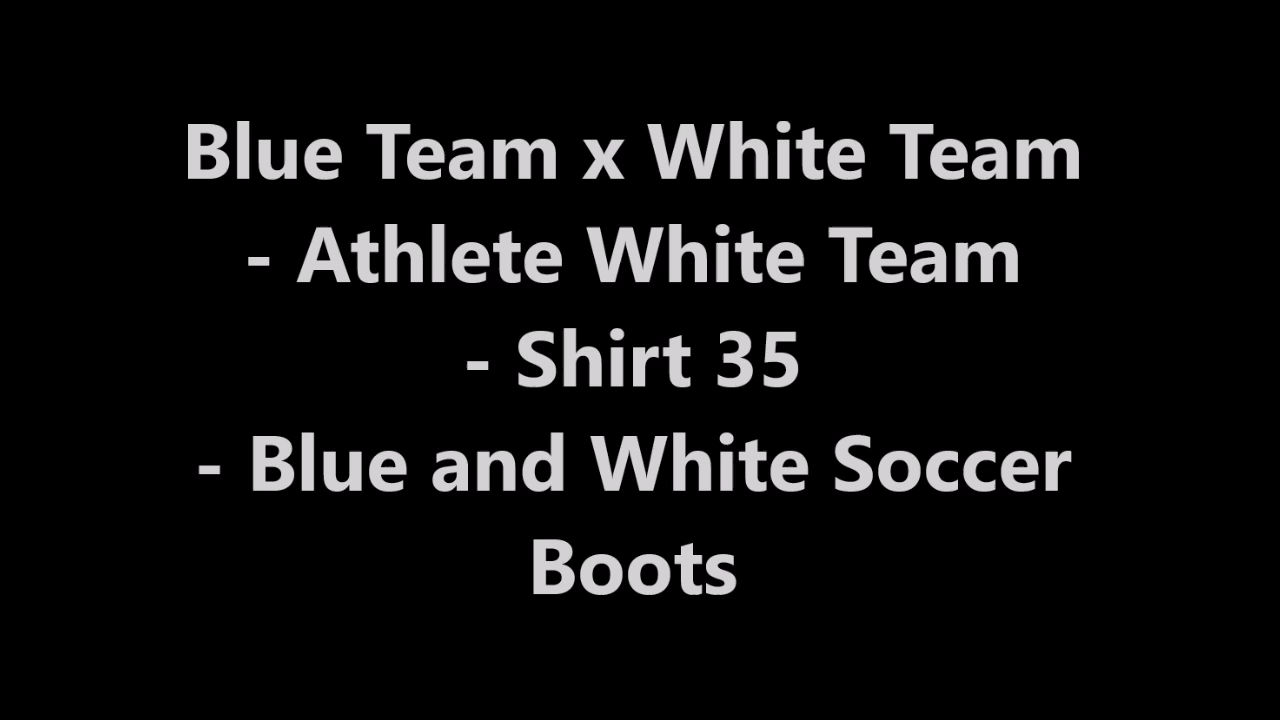 Blue Team x White Team
- Athlete White Team
- Shirt 35
- Blue and White Soccer
Boots